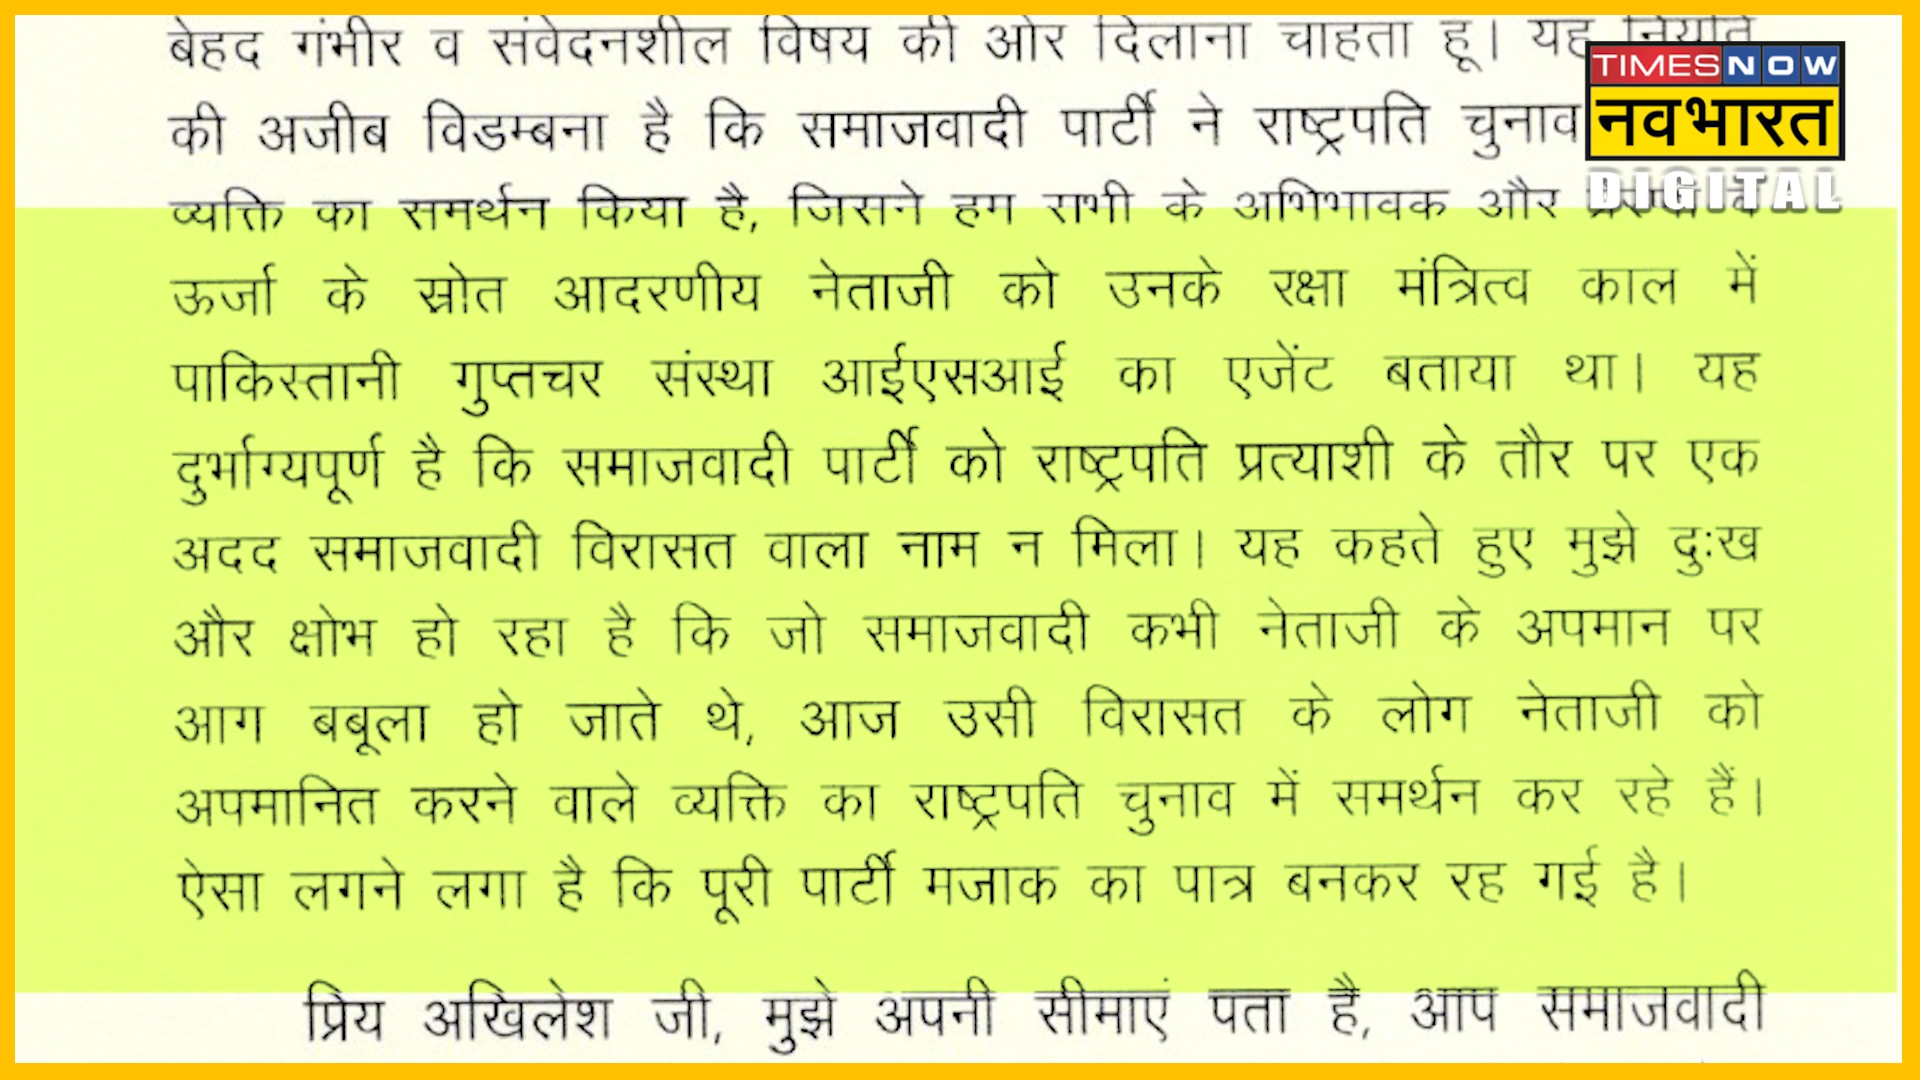 बेहद गंभीर व संवेदनशील विषय की ओर दिलाना चाहता हू। यह नियति
TIMES NOW
नवभारत
DIGITAL
की अजीब विडम्बना है कि समाजवादी पार्टी ने राष्ट्रपति चुनाव
व्यक्ति का समर्थन किया है, जिसने हम सभी के अभिभावक और
ऊर्जा के स्रोत आदरणीय नेताजी को उनके रक्षा मंत्रित्व काल में
पाकिस्तानी गुप्तचर संस्था आईएसआई का एजेंट बताया था। यह
दुर्भाग्यपूर्ण है कि समाजवादी पार्टी को राष्ट्रपति प्रत्याशी के तौर पर एक
अदद समाजवादी विरासत वाला नाम न मिला। यह कहते हुए मुझे दुःख
और क्षोभ हो रहा है कि जो समाजवादी कभी नेताजी के अपमान पर
आग बबूला हो जाते थे, आज उसी विरासत के लोग नेताजी को
अपमानित करने वाले व्यक्ति का राष्ट्रपति चुनाव में समर्थन कर रहे हैं।
ऐसा लगने लगा है कि पूरी पार्टी मजाक का पात्र बनकर रह गई है।
प्रिय अखिलेश जी, मुझे अपनी सीमाएं पता है, आप समाजवादी